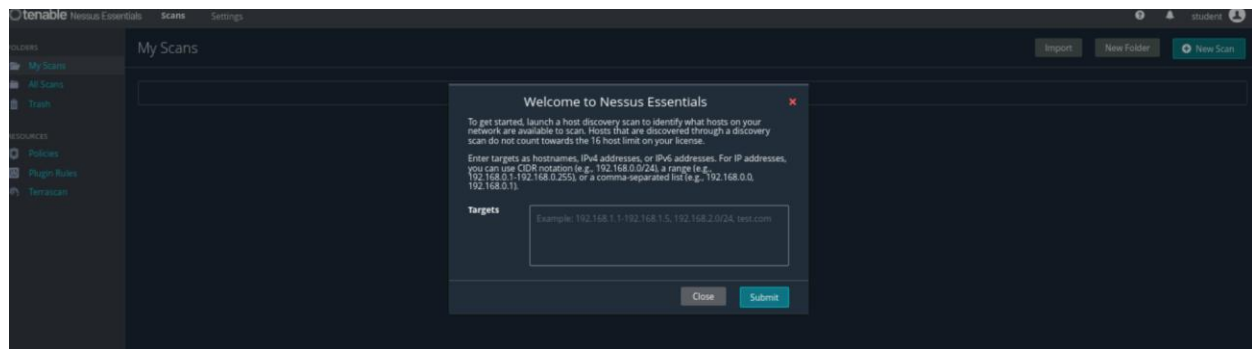 tenable Nessus Essentials Scans Settings student
FOLDERS
My Scans
All Scans
Trash
RESOURCES
Policies
Plugin Rules
Terrascan
My Scans Import New Folder New Scan
Welcome to Nessus Essentials
To get started, launch a host discovery scan to identify what hosts on your
network are available to scan. Hosts that are discovered through a discovery
scan do not count towards the 16 host limit on your license.
Enter targets as hostnames, IPv4 addresses, or IPv6 addresses. For IP addresses,
you can use CIDR notation (e.g., 192.168.0.0/24), a range (e.g.,
192.168.0.1-192.168.0.255), or a comma-separated list (e.g., 192.168.0.0,
192.168.0.1).
Targets
Example: 192.168.1.1-192.168.1.5, 192.168.2.0/24, test.com
Close Submit